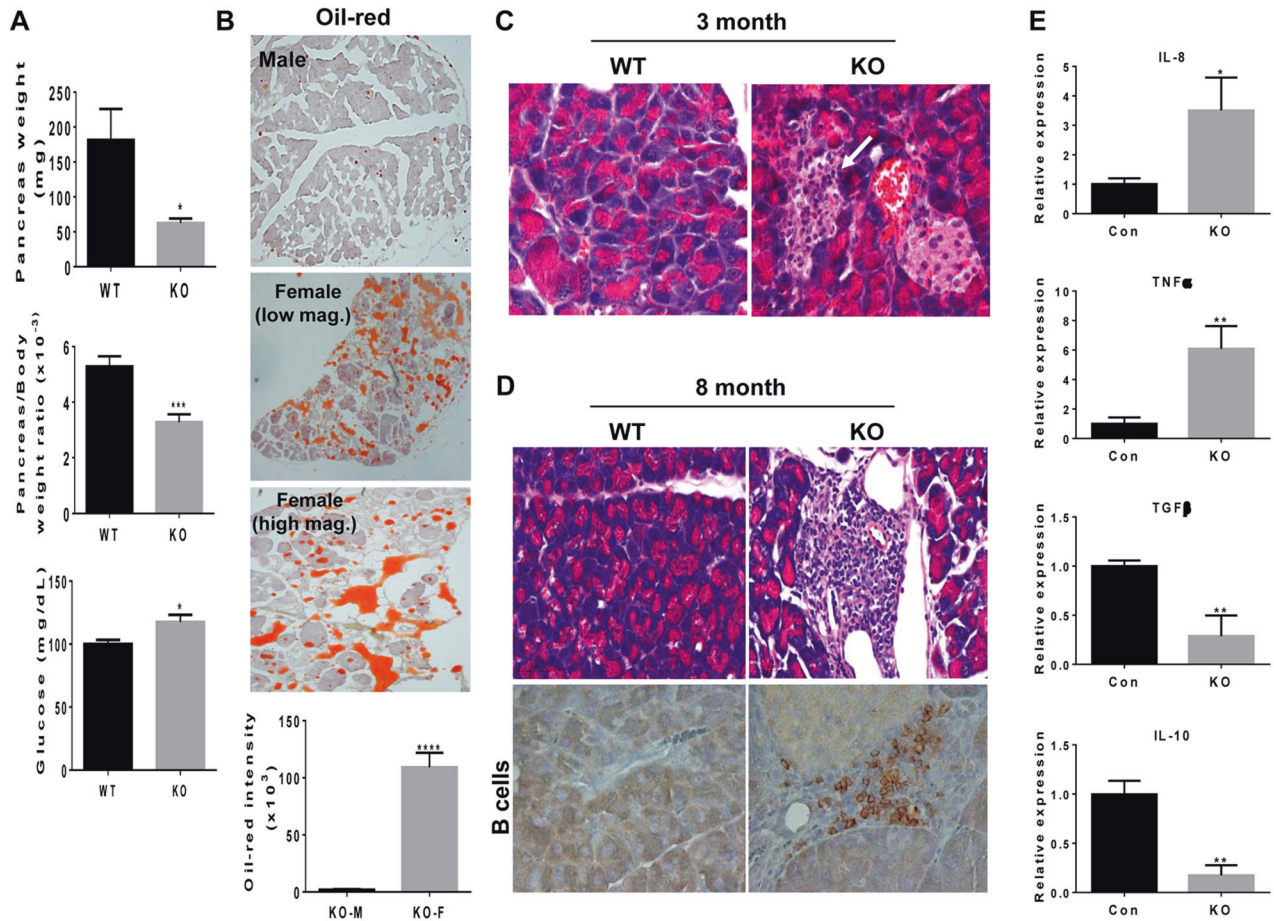 A
Pancreas weight
(mg)
250
200
150
100
50
0
*
WT
KO
Pancreas/Body
weight ratio (x10⁻³)
6
4
2
0
***
WT
KO
Glucose (mg/dL)
150
100
50
0
*
WT
KO
B
Oil-red
Male
Female
(low mag.)
Female
(high mag.)
Oil-red intensity
(x10³)
150
100
50
0
****
KO-M
KO-F
C
3 month
WT
KO
D
8 month
WT
KO
B cells
E
IL-8
Relative expression
5
4
3
2
1
0
*
Con
KO
TNFα
Relative expression
10
8
6
4
2
0
**
Con
KO
TGFβ
Relative expression
1.5
1.0
0.5
0.0
**
Con
KO
IL-10
Relative expression
1.5
1.0
0.5
0.0
**
Con
KO